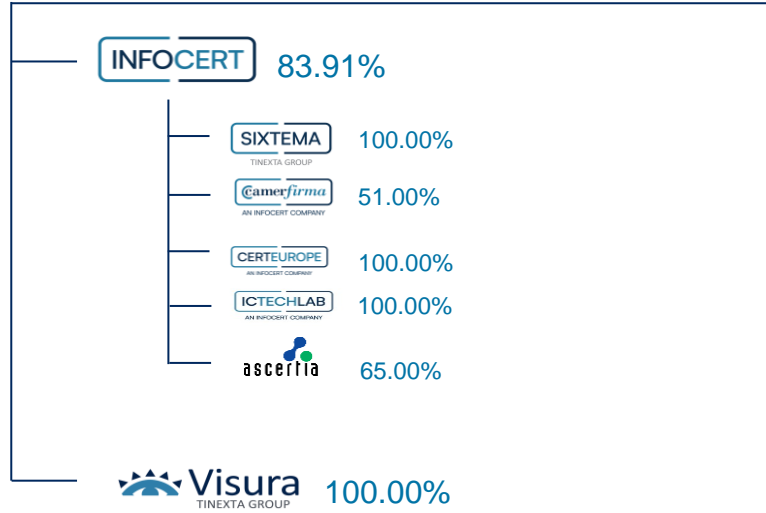 INFOCERT 83.91%
SIXTEMA 100.00%
TINEXTA GROUP
Camerfirma 51.00%
AN INFOCERT COMPANY
CERTEUROPE 100.00%
AN INFOCERT COMPANY
ICTECHLAB 100.00%
AN INFOCERT COMPANY
ascertia 65.00%
Visura 100.00%
TINEXTA GROUP